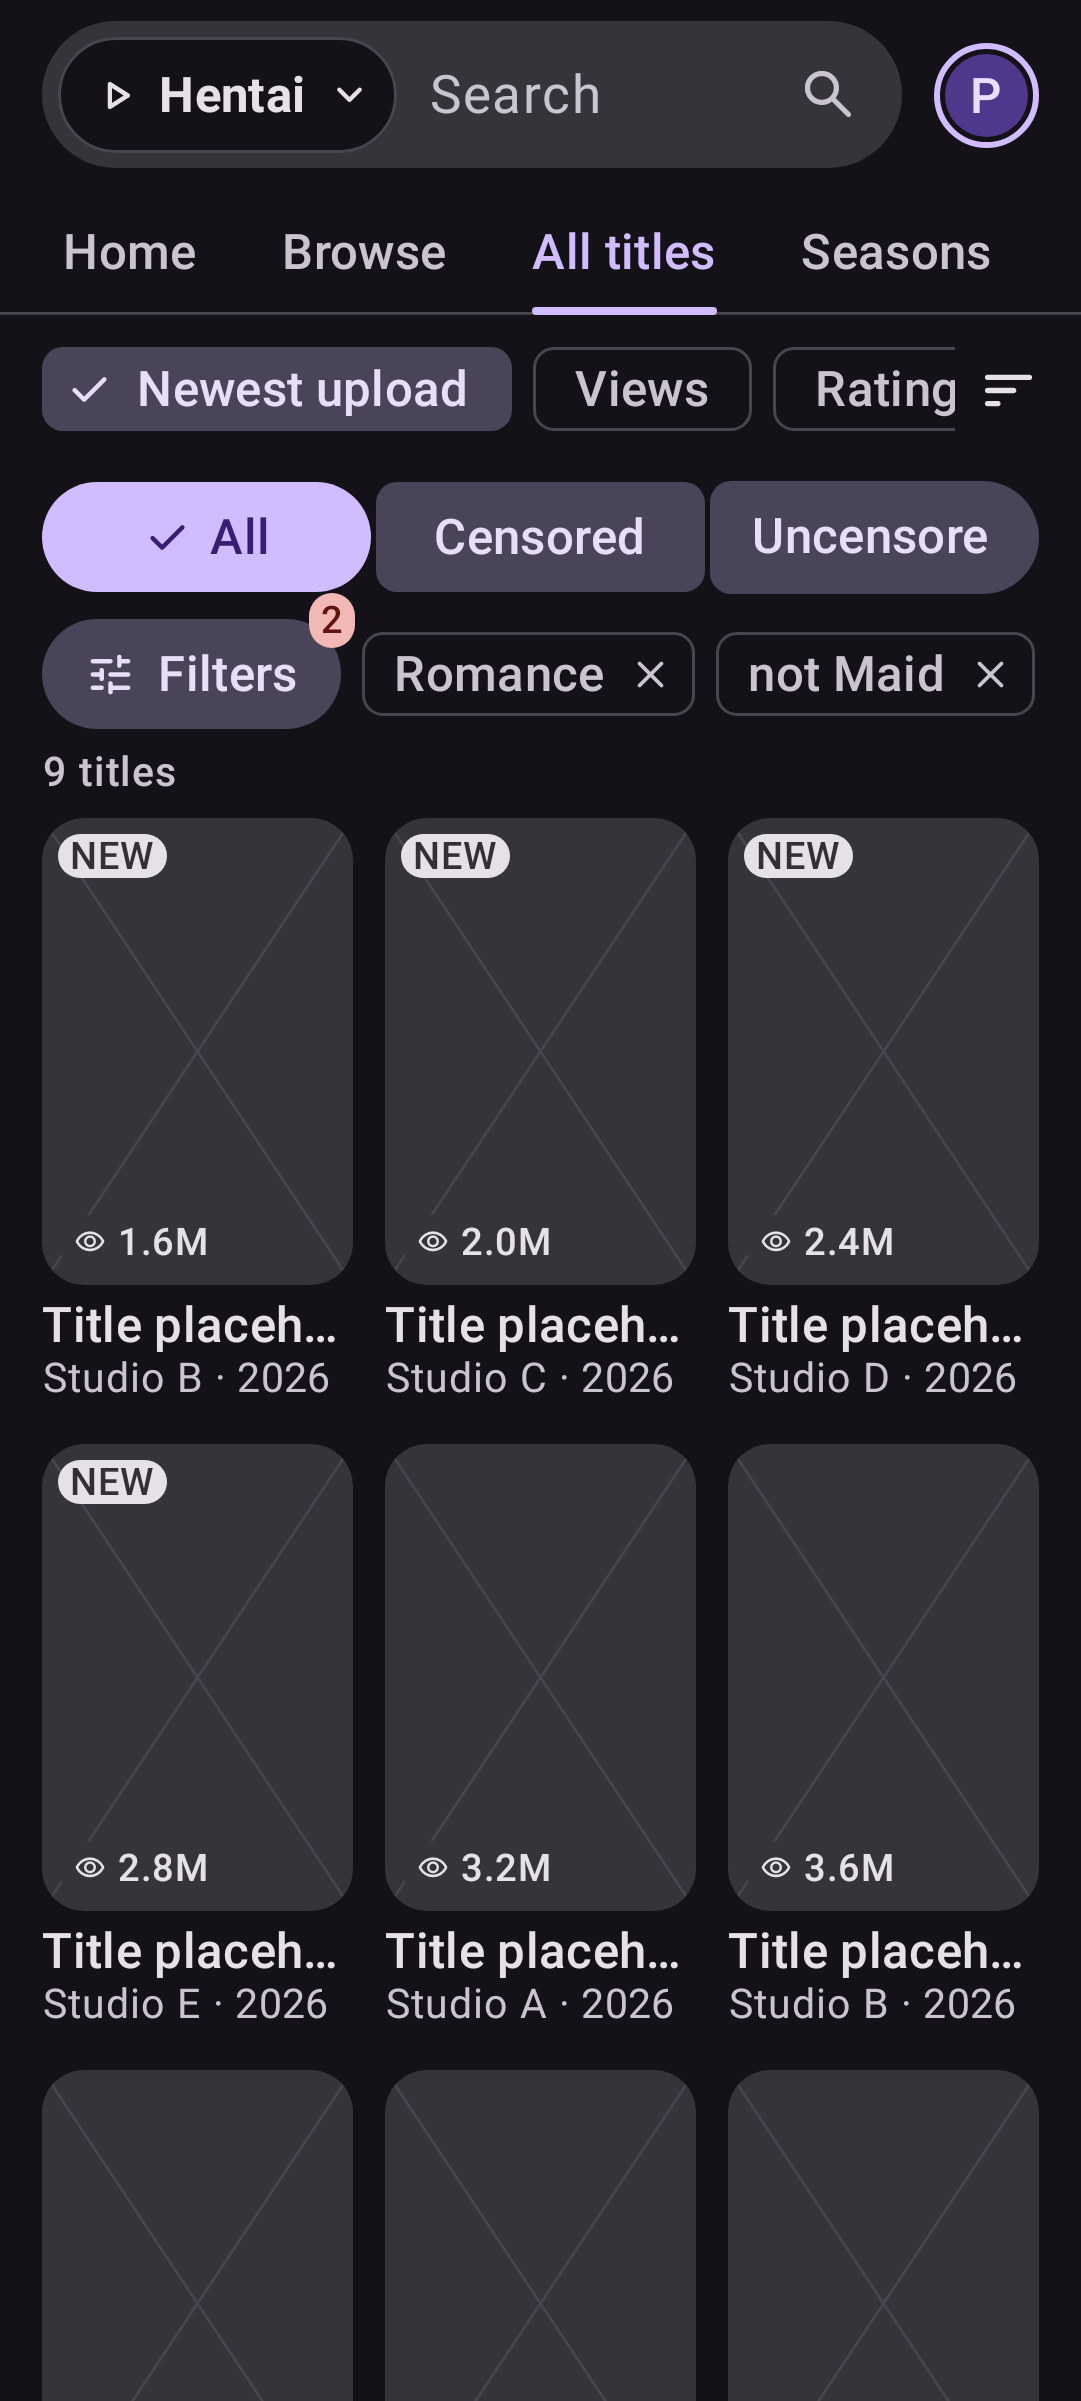 Hentai Search P
Home Browse All titles Seasons
Newest upload Views Rating
All Censored Uncensore
2
Filters Romance not Maid
9 titles
NEW NEW NEW
1.6M 2.0M 2.4M
Title placeh... Title placeh... Title placeh...
Studio B · 2026 Studio C · 2026 Studio D · 2026
NEW
2.8M 3.2M 3.6M
Title placeh... Title placeh... Title placeh...
Studio E · 2026 Studio A · 2026 Studio B · 2026